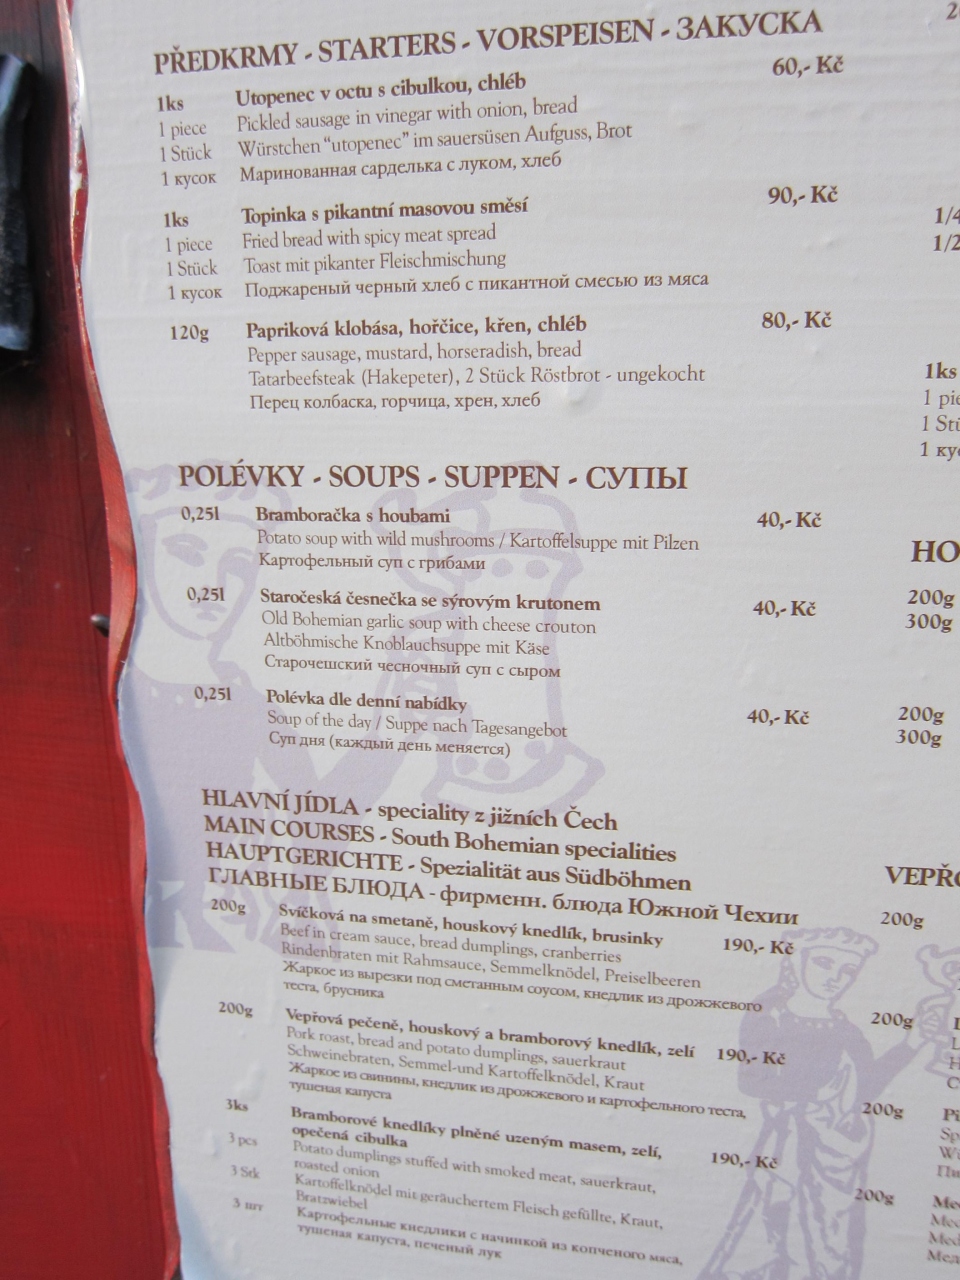 PŘEDKRMY - STARTERS - VORSPEISEN - ЗАКУСКА
1ks Utopenec v octu s cibulkou, chléb 60,- Kč
1 piece Pickled sausage in vinegar with onion, bread
1 Stück Würstchen “utopenec” im sauersüsen Aufguss, Brot
1 кусок Маринованная сарделька с луком, хлеб
1ks Topinka s pikantní masovou směsí 90,- Kč
1 piece Fried bread with spicy meat spread
1 Stück Toast mit pikanter Fleischmischung
1 кусок Поджареный черный хлеб с пикантной смесью из мяса
120g Papriková klobása, hořčice, křen, chléb 80,- Kč
Pepper sausage, mustard, horseradish, bread
Tatarbeefsteak (Hakepeter), 2 Stück Röstbrot - ungekocht
Перец колбаска, горчица, хрен, хлеб
POLÉVKY - SOUPS - SUPPEN - СУПЫ
0,25l Bramboračka s houbami 40,- Kč
Potato soup with wild mushrooms / Kartoffelsuppe mit Pilzen
Картофельный суп с грибами
0,25l Staročeská česnečka se sýrovým krutonem 40,- Kč
Old Bohemian garlic soup with cheese crouton
Altböhmische Knoblauchsuppe mit Käse
Старочешский чесночный суп с сыром
0,25l Polévka dle denní nabídky 40,- Kč
Soup of the day / Suppe nach Tagesangebot
Суп дня (каждый день меняется)
HLAVNÍ JÍDLA - speciality z jižních Čech
MAIN COURSES - South Bohemian specialities
HAUPTGERICHTE - Spezialität aus Südböhmen
ГЛАВНЫЕ БЛЮДА - фирменн. блюда Южной Чехии
200g Svíčková na smetaně, houskový knedlík, brusinky 190,- Kč
Beef in cream sauce, bread dumplings, cranberries
Rindenbraten mit Rahmsauce, Semmelknödel, Preiselbeeren
Жаркое из вырезки под сметанным соусом, кнедлик из дрожжевого
теста, брусника
200g Vepřová pečeně, houskový a bramborový knedlík, zelí 190,- Kč
Pork roast, bread and potato dumplings, sauerkraut
Schweinebraten, Semmel-und Kartoffelknödel, Kraut
Жаркое из свинины, кнедлик из дрожжевого и картофельного теста,
тушеная капуста
3ks Bramborové knedlíky plněné uzeným masem, zelí,
opečená cibulka 190,- Kč
3 pcs Potato dumplings stuffed with smoked meat, sauerkraut,
roasted onion
3 Stk Kartoffelknödel mit geräuchertem Fleisch gefüllte, Kraut,
Bratzwiebel
3 шт Картофельные кнедлики с начинкой из копченого мяса,
тушеная капуста, печеный лук
1/4
1/2
1ks
1 pie
1 Stü
1 кус
HO
200g
300g
200g
300g
VEPŘO
200g
200g
200g
200g